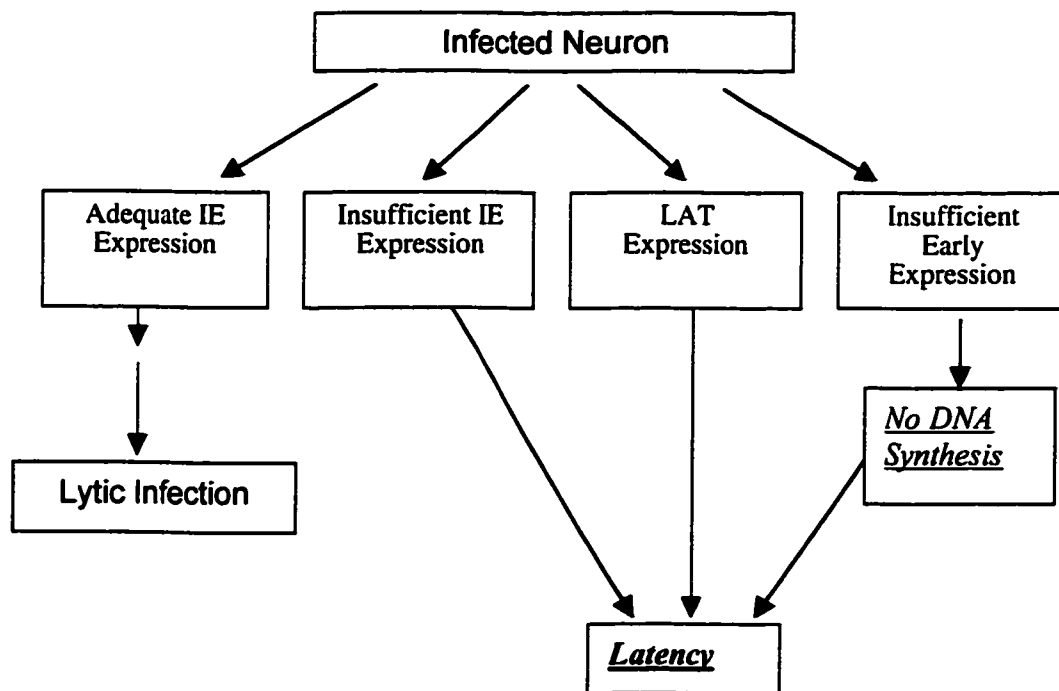 Infected Neuron
Adequate IE
Expression
Insufficient IE
Expression
LAT
Expression
Insufficient
Early
Expression
No DNA
Synthesis
Lytic Infection
Latency